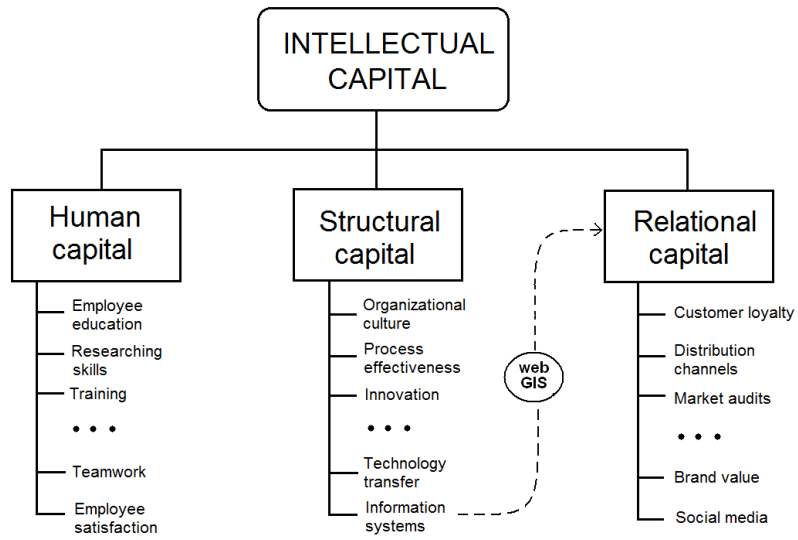 INTELLECTUAL
CAPITAL
Human
capital
Employee
education
Researching
skills
Training
• • •
Teamwork
Employee
satisfaction
Structural
capital
Organizational
culture
Process
effectiveness
Innovation
• • •
Technology
transfer
Information
systems
web
GIS
Relational
capital
Customer loyalty
Distribution
channels
Market audits
• • •
Brand value
Social media